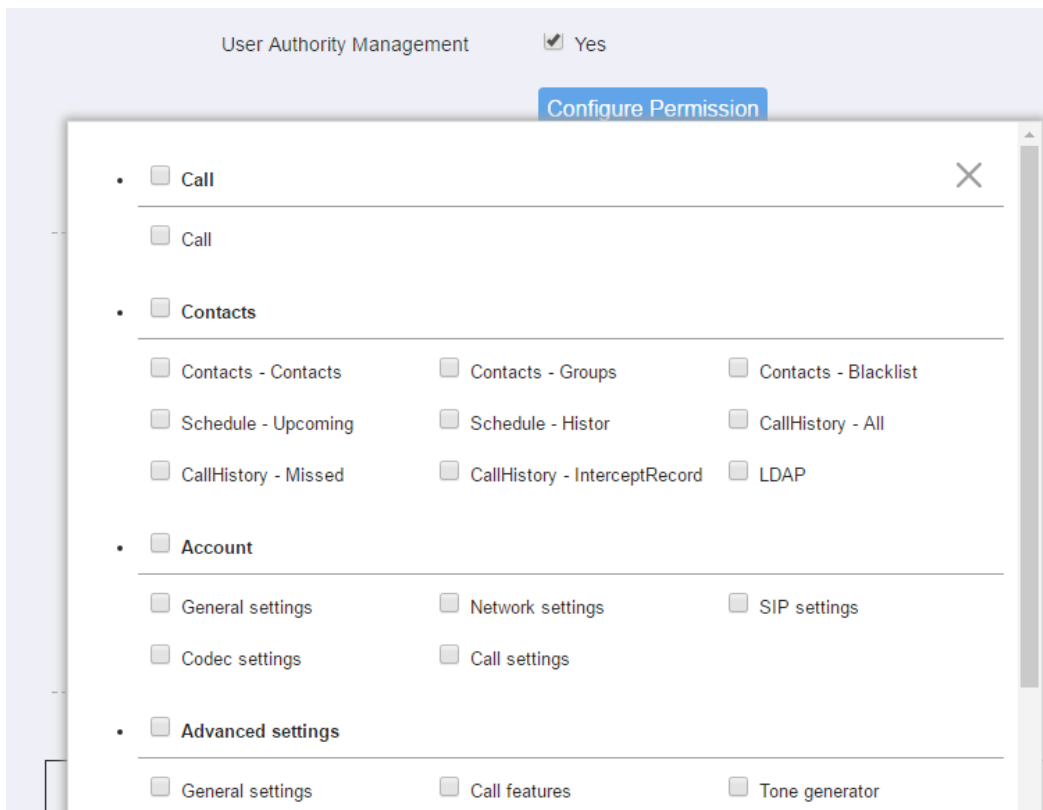 User Authority Management Yes
Configure Permission
Call
Call
Contacts
Contacts - Contacts Contacts - Groups Contacts - Blacklist
Schedule - Upcoming Schedule - Histor CallHistory - All
CallHistory - Missed CallHistory - InterceptRecord LDAP
Account
General settings Network settings SIP settings
Codec settings Call settings
Advanced settings
General settings Call features Tone generator